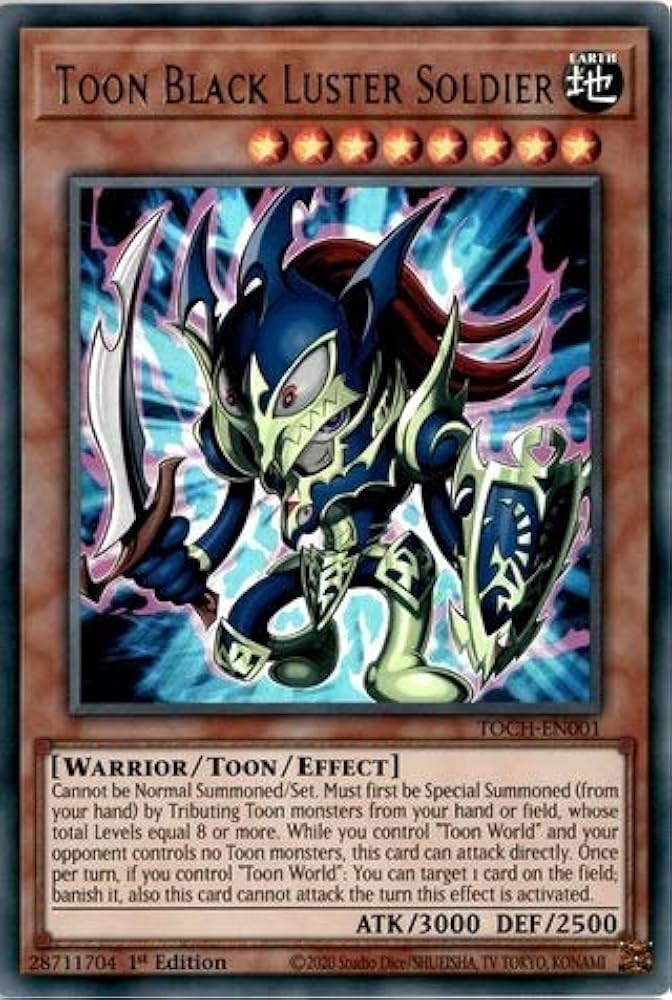 TOON BLACK LUSTER SOLDIER
EARTH
地
TOCH-EN001
[WARRIOR/TOON/EFFECT]
Cannot be Normal Summoned/Set. Must first be Special Summoned (from
your hand) by Tributing Toon monsters from your hand or field, whose
total Levels equal 8 or more. While you control "Toon World" and your
opponent controls no Toon monsters, this card can attack directly. Once
per turn, if you control "Toon World": You can target 1 card on the field;
banish it, also this card cannot attack the turn this effect is activated.
ATK/3000 DEF/2500
28711704 1st Edition ©2020 Studio Dice/SHUEISHA, TV TOKYO, KONAMI